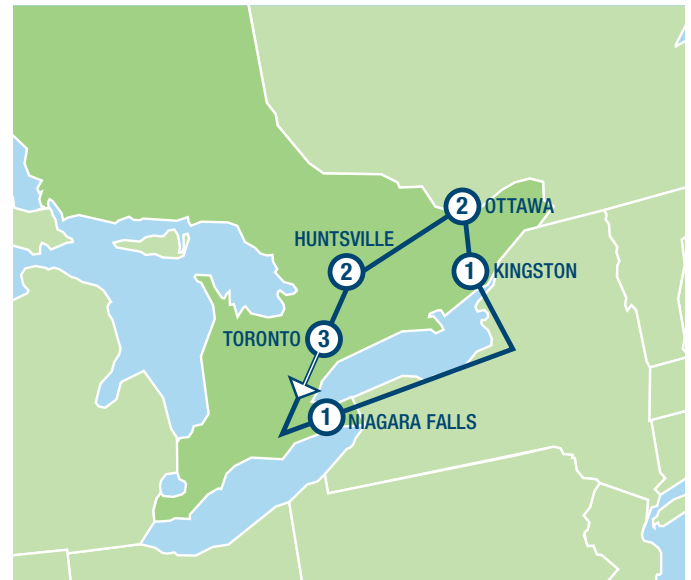 2 OTTAWA
HUNTSVILLE
2
1 KINGSTON
TORONTO 3
1 NIAGARA FALLS